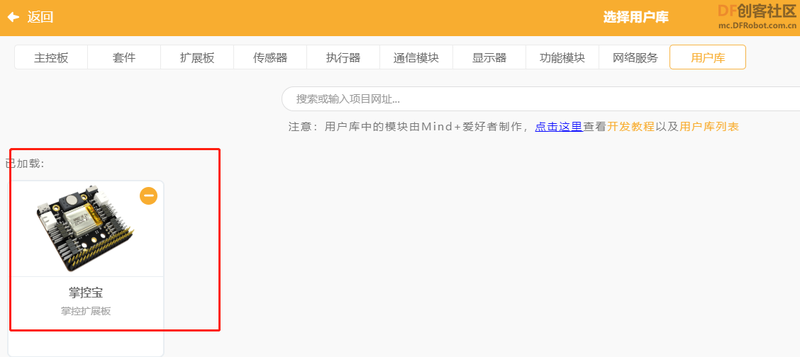 返回
选择用户库
DF创客社区
mc.DFRobot.com.cn
主控板 套件 扩展板 传感器 执行器 通信模块 显示器 功能模块 网络服务 用户库
搜索或输入项目网址...
注意：用户库中的模块由Mind+爱好者制作，点击这里查看开发教程以及用户库列表
已加载:
掌控宝
掌控扩展板